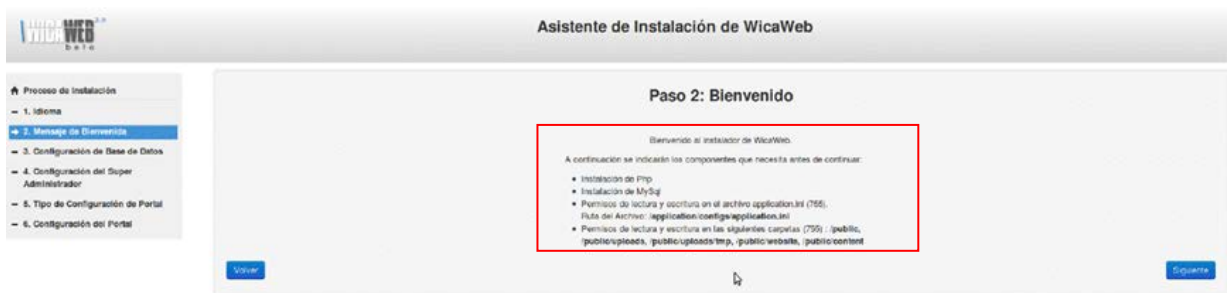 WICAWEB 2.0
beta
Asistente de Instalación de WicaWeb
Proceso de Instalación
1. Idioma
2. Mensaje de Bienvenida
3. Configuración de Base de Datos
4. Configuración del Super
Administrador
5. Tipo de Configuración de Portal
6. Configuración del Portal
Paso 2: Bienvenido
Bienvenido al instalador de WicaWeb.
A continuación se indicarán los componentes que necesita antes de continuar:
Instalación de Php
Instalación de MySql
Permisos de lectura y escritura en el archivo application.ini (755).
Ruta del Archivo: /application/configs/application.ini
Permisos de lectura y escritura en las siguientes carpetas (755) : /public,
/public/uploads, /public/uploads/tmp, /public/website, /public/content
Volver
Siguiente